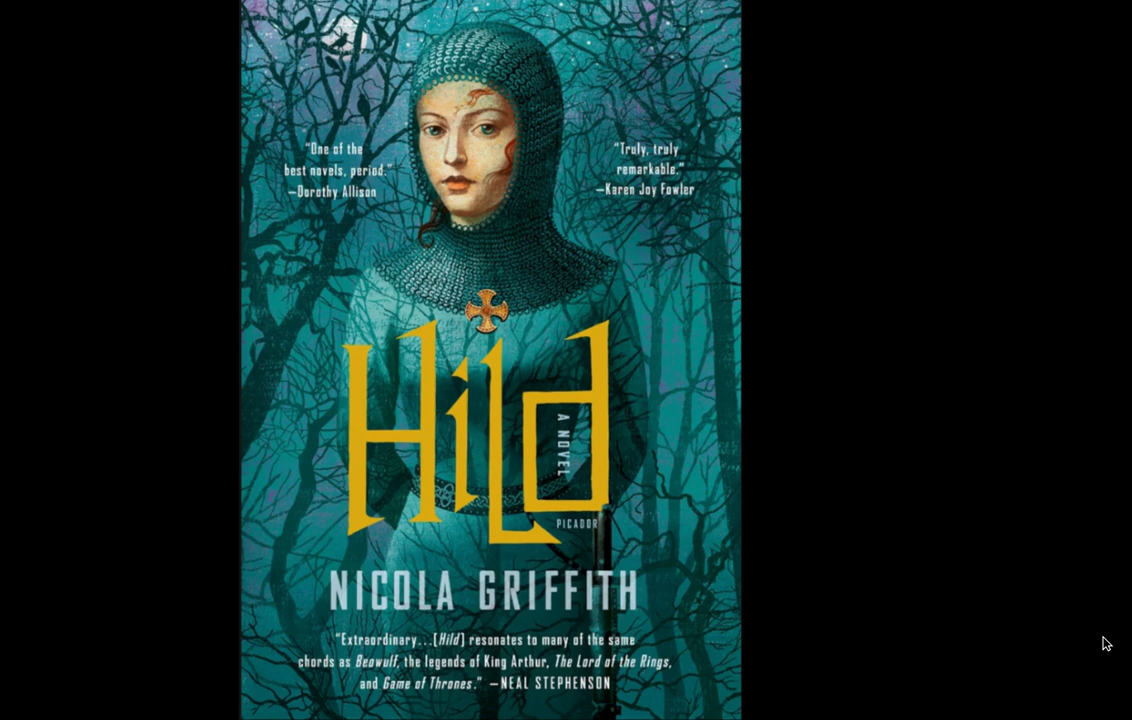 “One of the
best novels, period.”
—Dorothy Allison
“Truly, truly
remarkable.”
—Karen Joy Fowler
Hild
A NOVEL
PICADOR
NICOLA GRIFFITH
“Extraordinary...[Hild] resonates to many of the same
chords as Beowulf, the legends of King Arthur, The Lord of the Rings,
and Game of Thrones.” —NEAL STEPHENSON